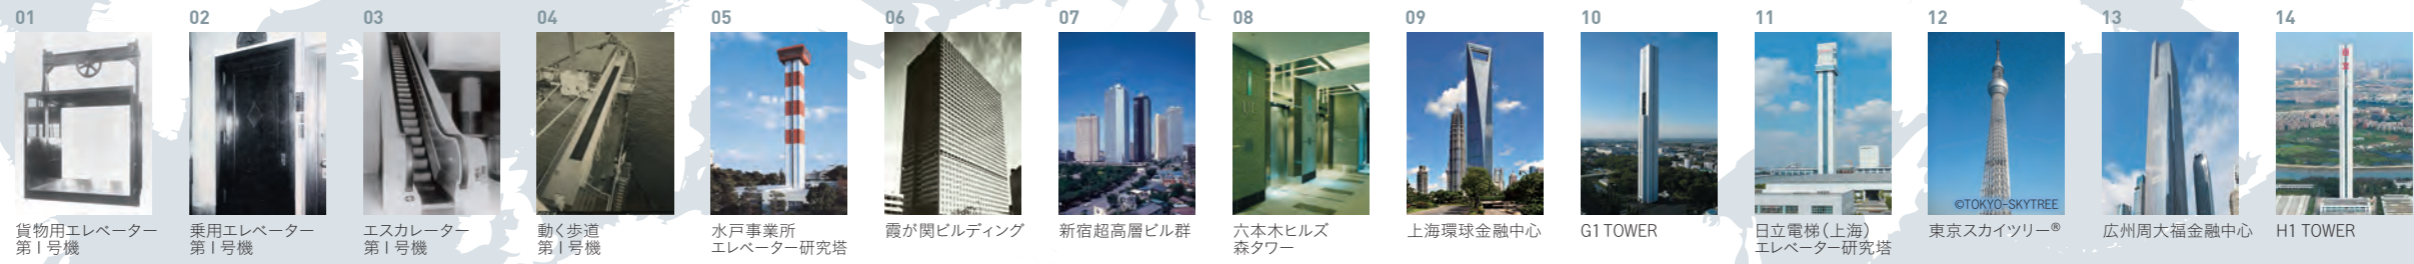 01
貨物用エレベーター
第1号機
02
乗用エレベーター
第1号機
03
エスカレーター
第1号機
04
動く歩道
第1号機
05
水戸事業所
エレベーター研究塔
06
霞が関ビルディング
07
新宿超高層ビル群
08
六本木ヒルズ
森タワー
09
上海環球金融中心
10
G1 TOWER
11
日立電梯(上海)
エレベーター研究塔
12
©TOKYO-SKYTREE
東京スカイツリー®
13
広州周大福金融中心
14
H1 TOWER